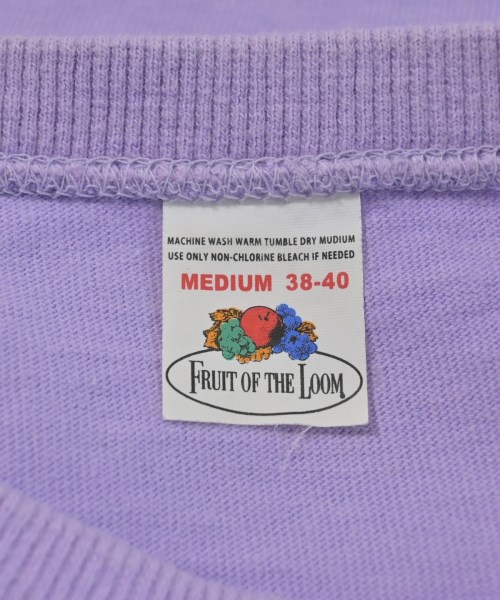 MACHINE WASH WARM TUMBLE DRY MUDIUM
USE ONLY NON-CHLORiNE BLEACH IF NEEDED
MEDIUM 38-40
FRUIT OF THE LOOM